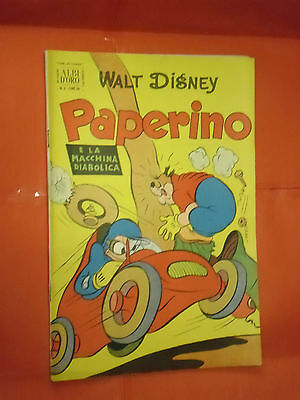 ALBI
D'ORO
WALT DISNEY
Paperino
E LA
MACCHINA
DIABOLICA